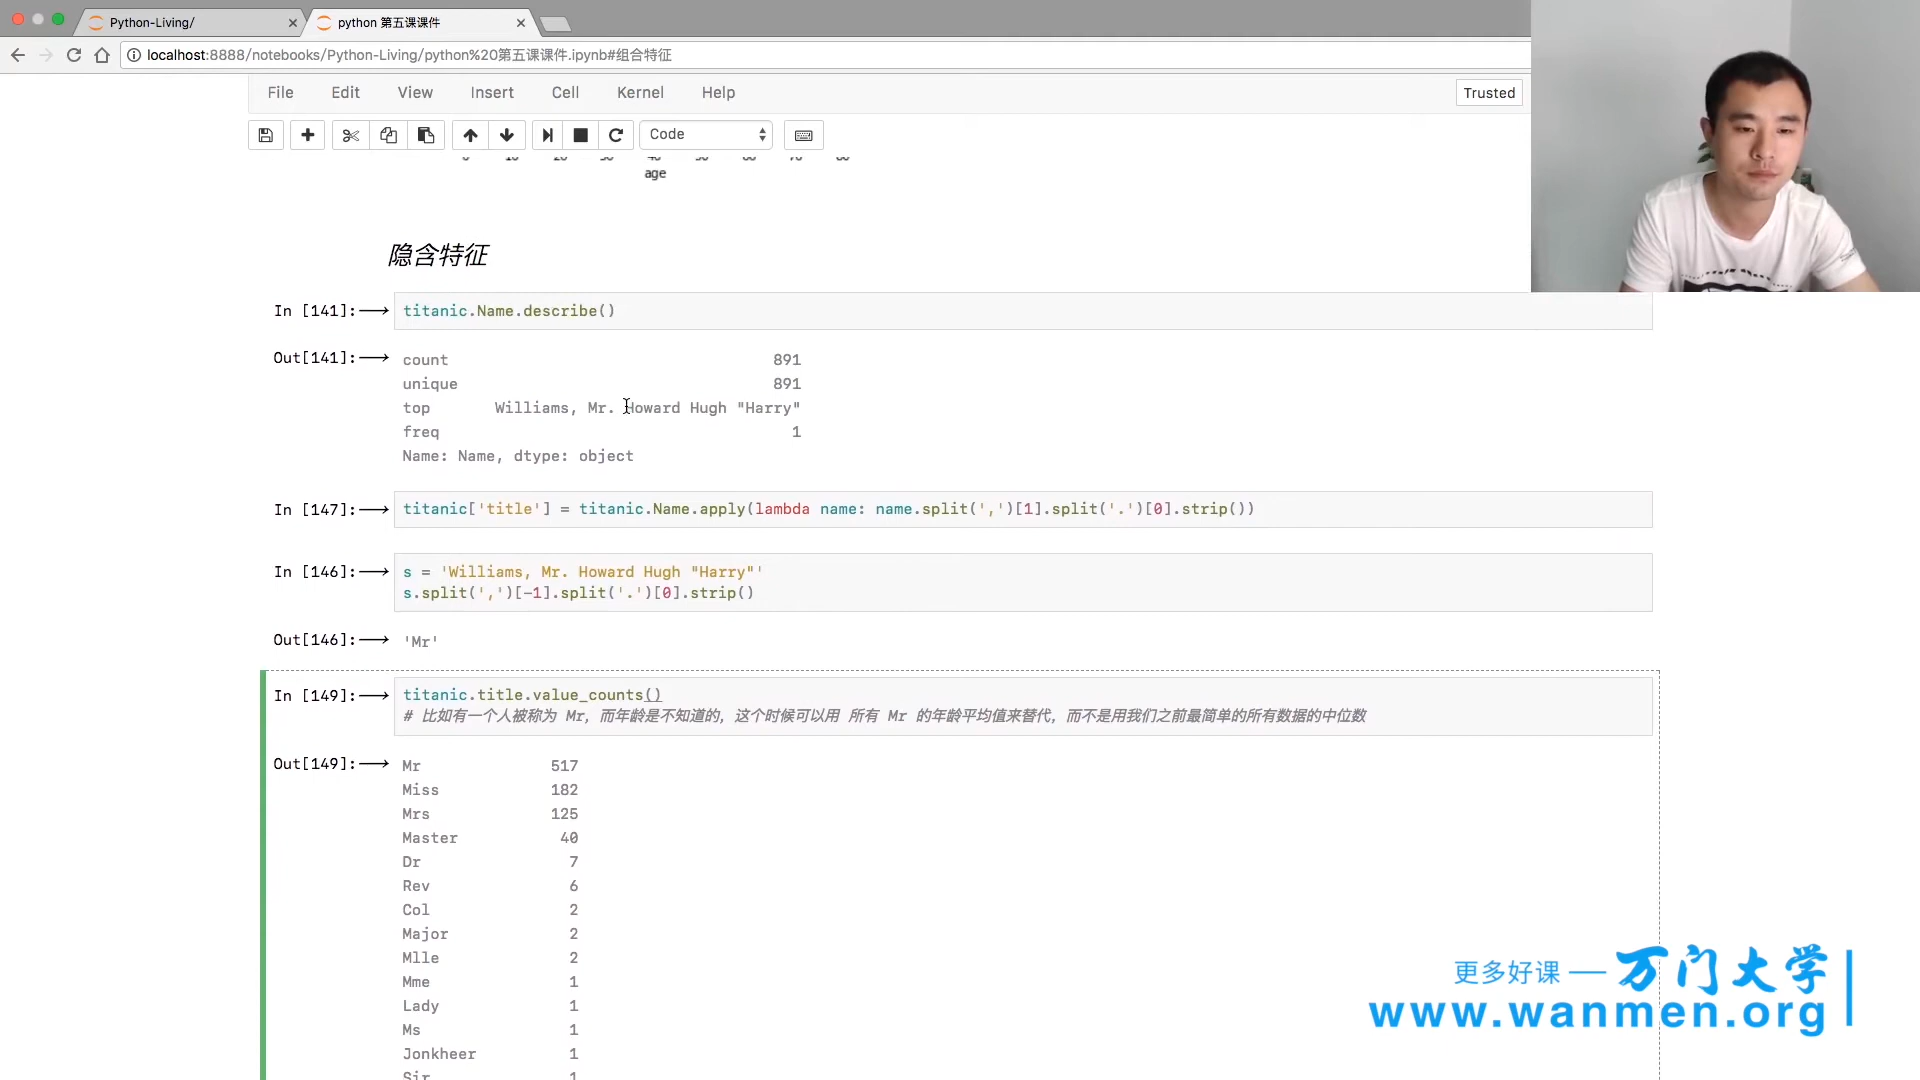 Python-Living/
python 第五课课件
localhost:8888/notebooks/Python-Living/python%20第五课课件.ipynb#组合特征
File Edit View Insert Cell Kernel Help
Trusted
Code
age
隐含特征
In [141]: titanic.Name.describe()
Out[141]: count 891
unique 891
top Williams, Mr. Howard Hugh "Harry"
freq 1
Name: Name, dtype: object
In [147]: titanic['title'] = titanic.Name.apply(lambda name: name.split(',')[1].split('.')[0].strip())
In [146]: s = 'Williams, Mr. Howard Hugh "Harry"'
s.split(',')[-1].split('.')[0].strip()
Out[146]: 'Mr'
In [149]: titanic.title.value_counts()
# 比如有一个人被称为 Mr, 而年龄是不知道的, 这个时候可以用 所有 Mr 的年龄平均值来替代, 而不是用我们之前最简单的所有数据的中位数
Out[149]: Mr 517
Miss 182
Mrs 125
Master 40
Dr 7
Rev 6
Col 2
Major 2
Mlle 2
Mme 1
Lady 1
Ms 1
Jonkheer 1
Sir 1
更多好课 — 万门大学
www.wanmen.org